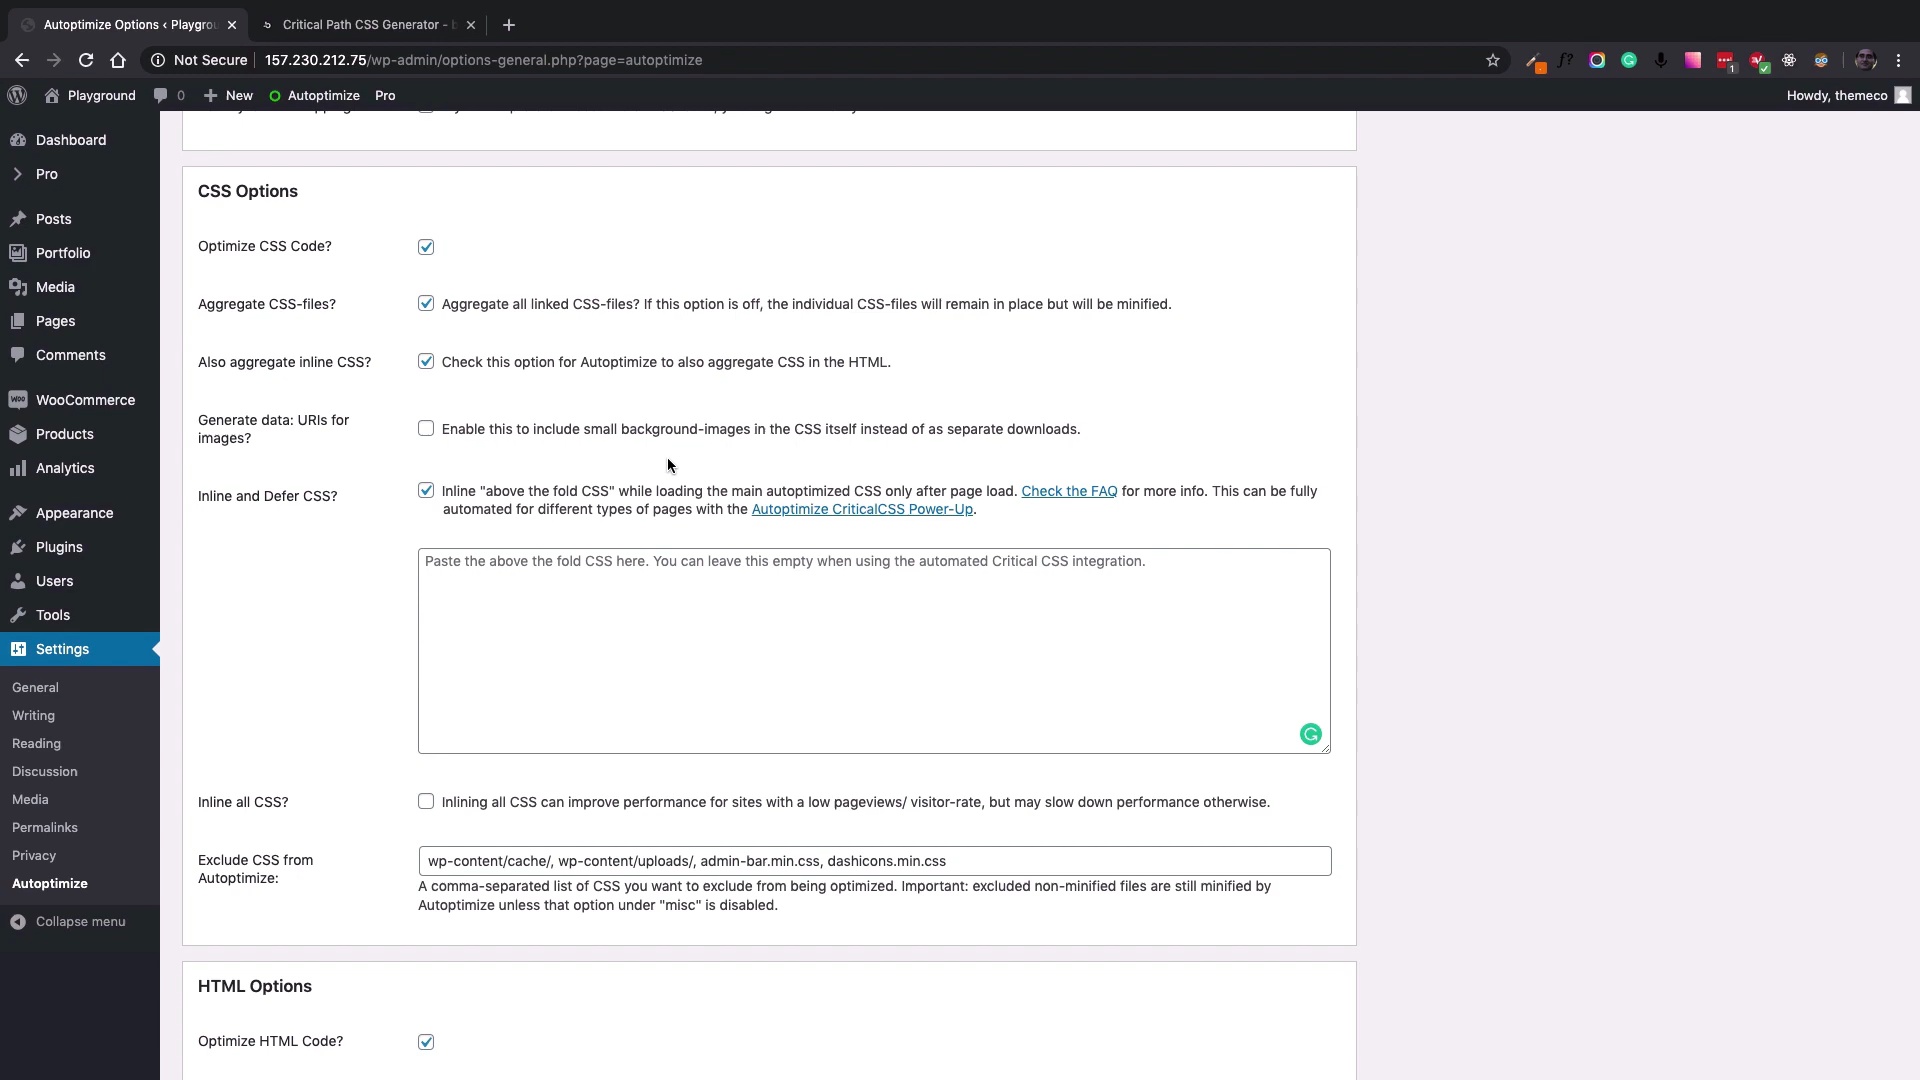 Autoptimize Options ‹ Playgrou
Critical Path CSS Generator - b
Not Secure
157.230.212.75/wp-admin/options-general.php?page=autoptimize
Playground
0
New
Autoptimize
Pro
Howdy, themeco
Dashboard
Pro
Posts
Portfolio
Media
Pages
Comments
WooCommerce
Products
Analytics
Appearance
Plugins
Users
Tools
Settings
General
Writing
Reading
Discussion
Media
Permalinks
Privacy
Autoptimize
Collapse menu
CSS Options
Optimize CSS Code?
Aggregate CSS-files?
Aggregate all linked CSS-files? If this option is off, the individual CSS-files will remain in place but will be minified.
Also aggregate inline CSS?
Check this option for Autoptimize to also aggregate CSS in the HTML.
Generate data: URIs for
images?
Enable this to include small background-images in the CSS itself instead of as separate downloads.
Inline and Defer CSS?
Inline "above the fold CSS" while loading the main autoptimized CSS only after page load. Check the FAQ for more info. This can be fully
automated for different types of pages with the Autoptimize CriticalCSS Power-Up.
Paste the above the fold CSS here. You can leave this empty when using the automated Critical CSS integration.
Inline all CSS?
Inlining all CSS can improve performance for sites with a low pageviews/ visitor-rate, but may slow down performance otherwise.
Exclude CSS from
Autoptimize:
wp-content/cache/, wp-content/uploads/, admin-bar.min.css, dashicons.min.css
A comma-separated list of CSS you want to exclude from being optimized. Important: excluded non-minified files are still minified by
Autoptimize unless that option under "misc" is disabled.
HTML Options
Optimize HTML Code?